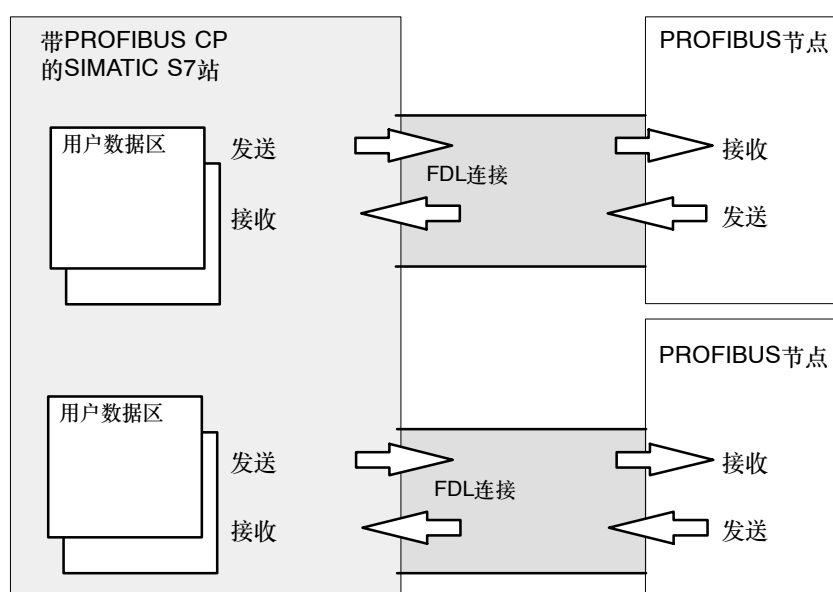 带PROFIBUS CP
的SIMATIC S7站
PROFIBUS节点
用户数据区
发送
接收
FDL连接
接收
发送
PROFIBUS节点
用户数据区
发送
接收
FDL连接
接收
发送